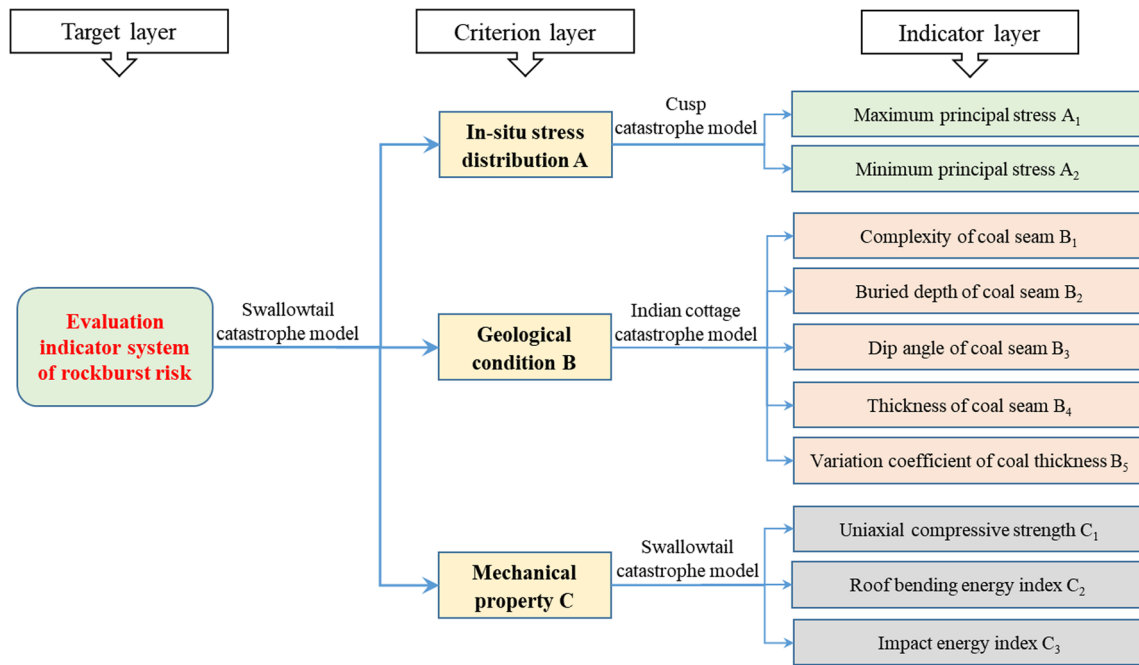 Target layer
Criterion layer
Indicator layer
Evaluation
indicator system
of rockburst risk
Swallowtail
catastrophe model
In-situ stress
distribution A
Cusp
catastrophe model
Maximum principal stress A₁
Minimum principal stress A₂
Geological
condition B
Indian cottage
catastrophe model
Complexity of coal seam B₁
Buried depth of coal seam B₂
Dip angle of coal seam B₃
Thickness of coal seam B₄
Variation coefficient of coal thickness B₅
Mechanical
property C
Swallowtail
catastrophe model
Uniaxial compressive strength C₁
Roof bending energy index C₂
Impact energy index C₃